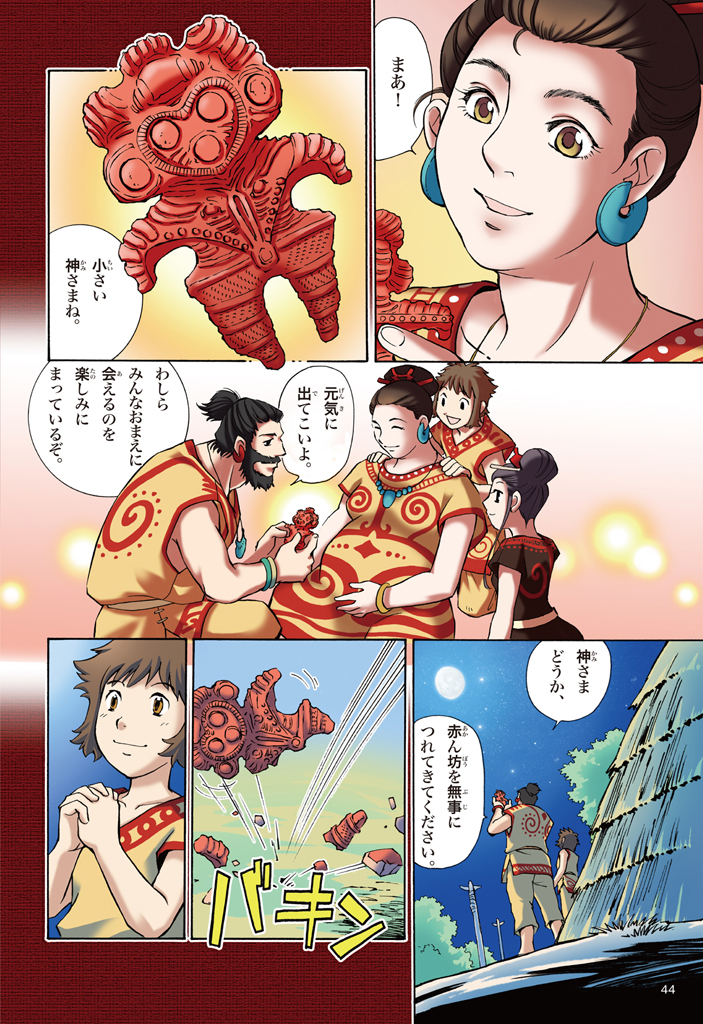 まあ！
小さい
神さまね。
元気に
出てこいよ。
わしら
みんなおまえに
会えるのを
楽しみに
まっているぞ。
神さま
どうか、
赤ん坊を無事に
つれてきてください。
バキン
44